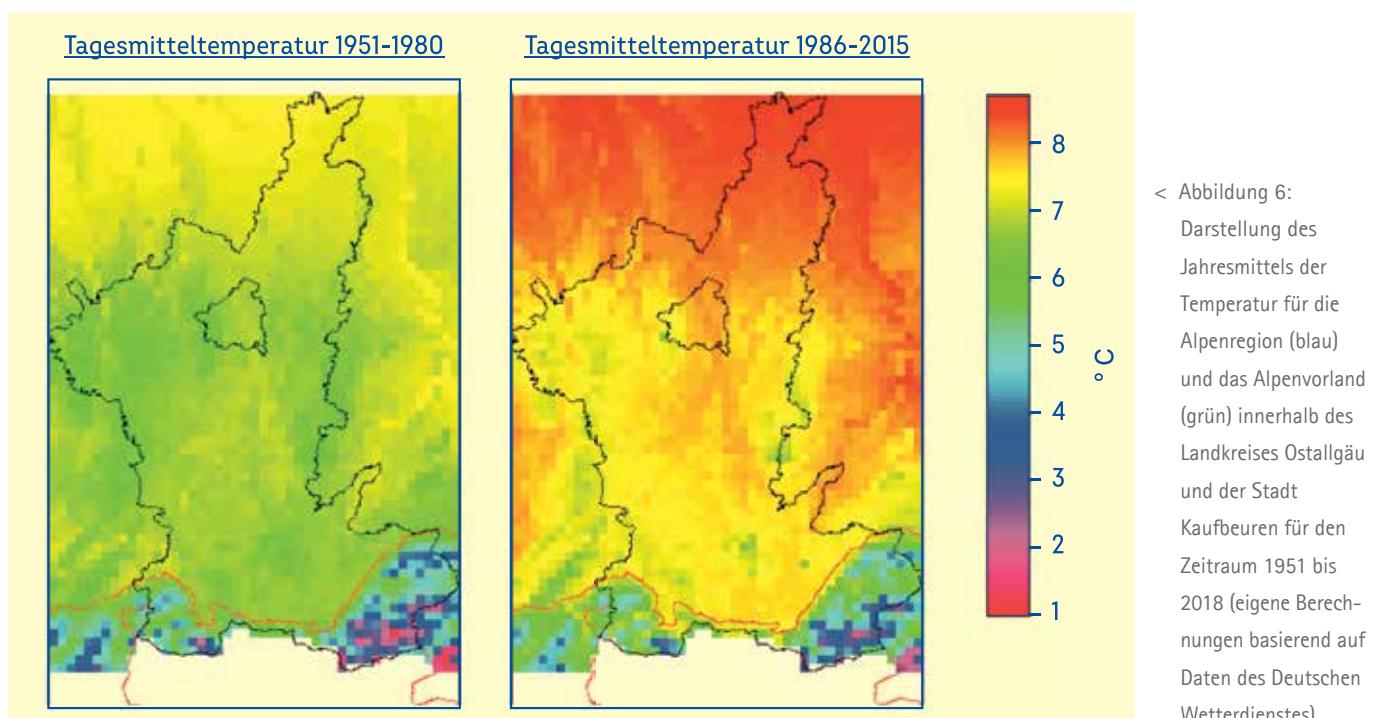 Tagesmitteltemperatur 1951-1980
Tagesmitteltemperatur 1986-2015
8
7
6
5
4
3
2
1
°C
< Abbildung 6:
Darstellung des
Jahresmittels der
Temperatur für die
Alpenregion (blau)
und das Alpenvorland
(grün) innerhalb des
Landkreises Ostallgäu
und der Stadt
Kaufbeuren für den
Zeitraum 1951 bis
2018 (eigene Berech-
nungen basierend auf
Daten des Deutschen
Wetterdienstes)